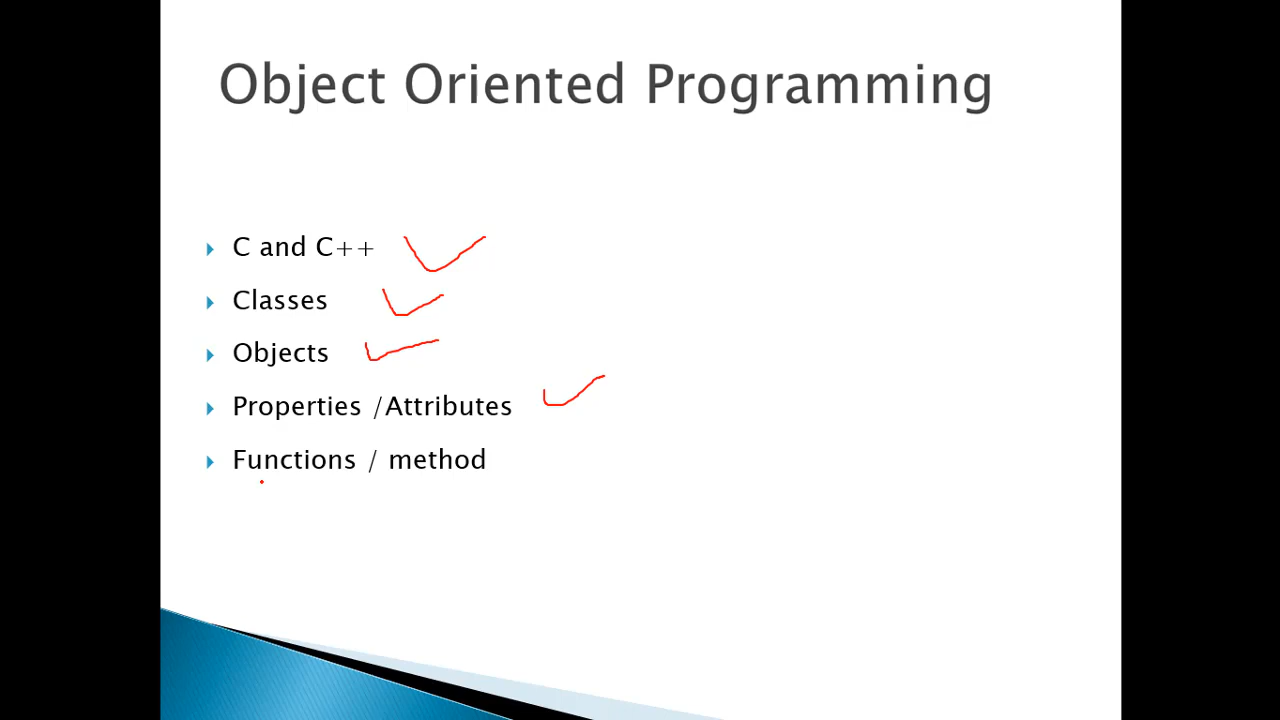 Object Oriented Programming
C and C++
Classes
Objects
Properties /Attributes
Functions / method